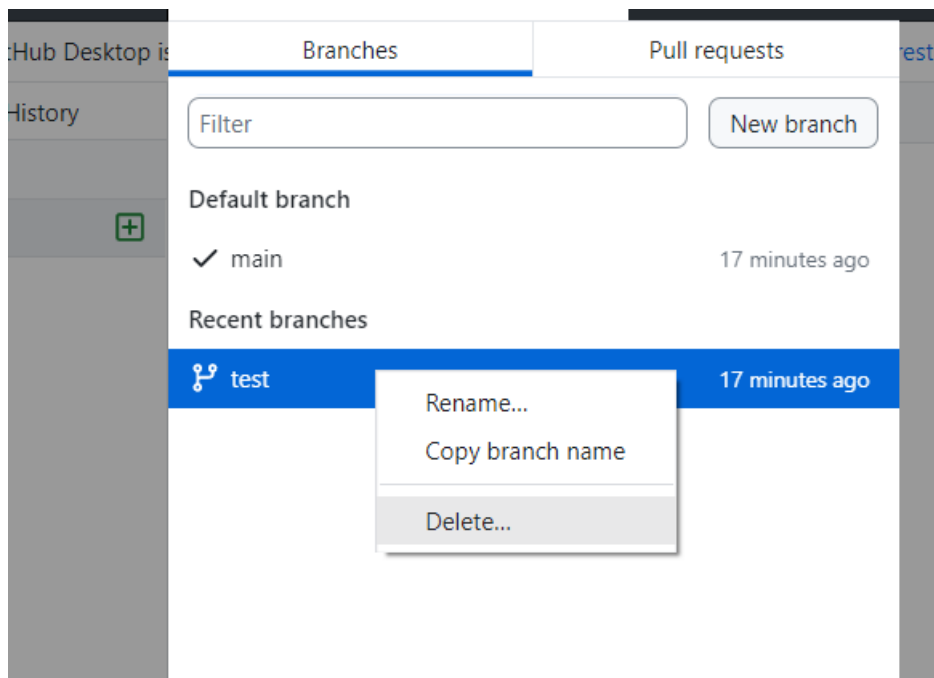 Branches
Pull requests
tHub Desktop is
rest
History
Filter
New branch
Default branch
main
17 minutes ago
Recent branches
test
17 minutes ago
Rename...
Copy branch name
Delete...